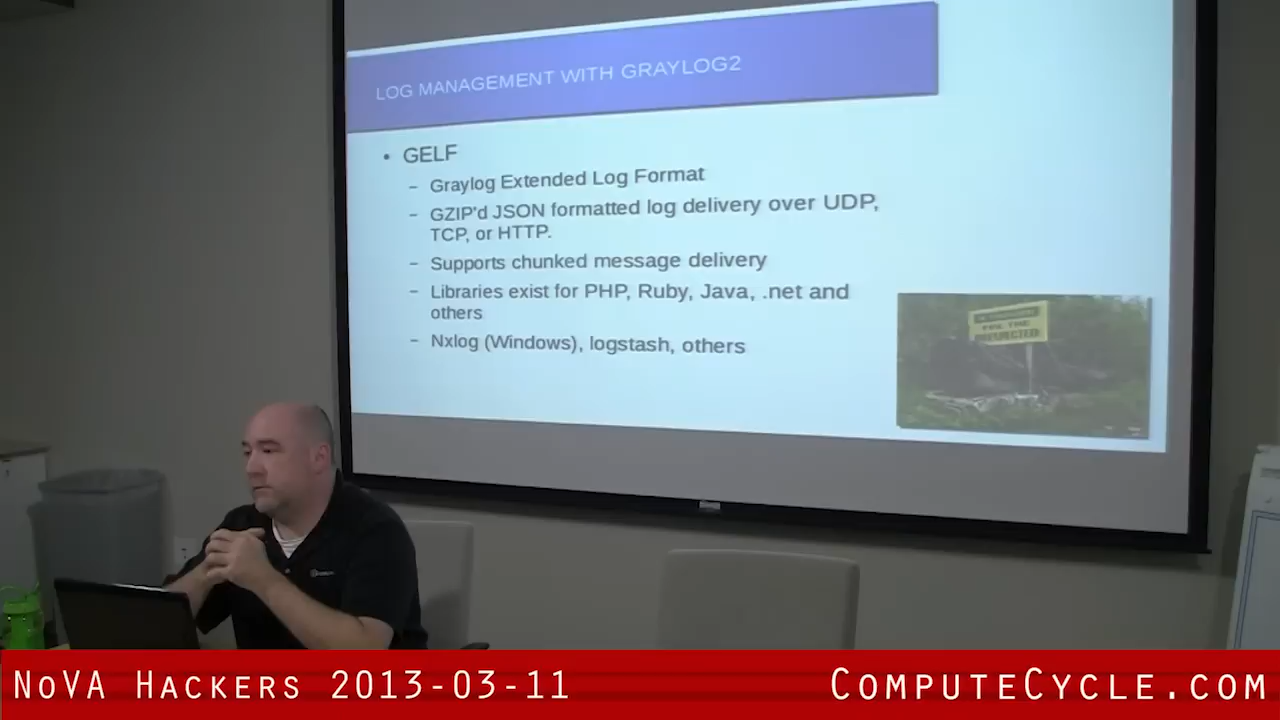 LOG MANAGEMENT WITH GRAYLOG2
• GELF
– Graylog Extended Log Format
– GZIP'd JSON formatted log delivery over UDP,
TCP, or HTTP.
– Supports chunked message delivery
– Libraries exist for PHP, Ruby, Java, .net and
others
– Nxlog (Windows), logstash, others
FOR THE
NoVA Hackers 2013-03-11
ComputeCycle.com